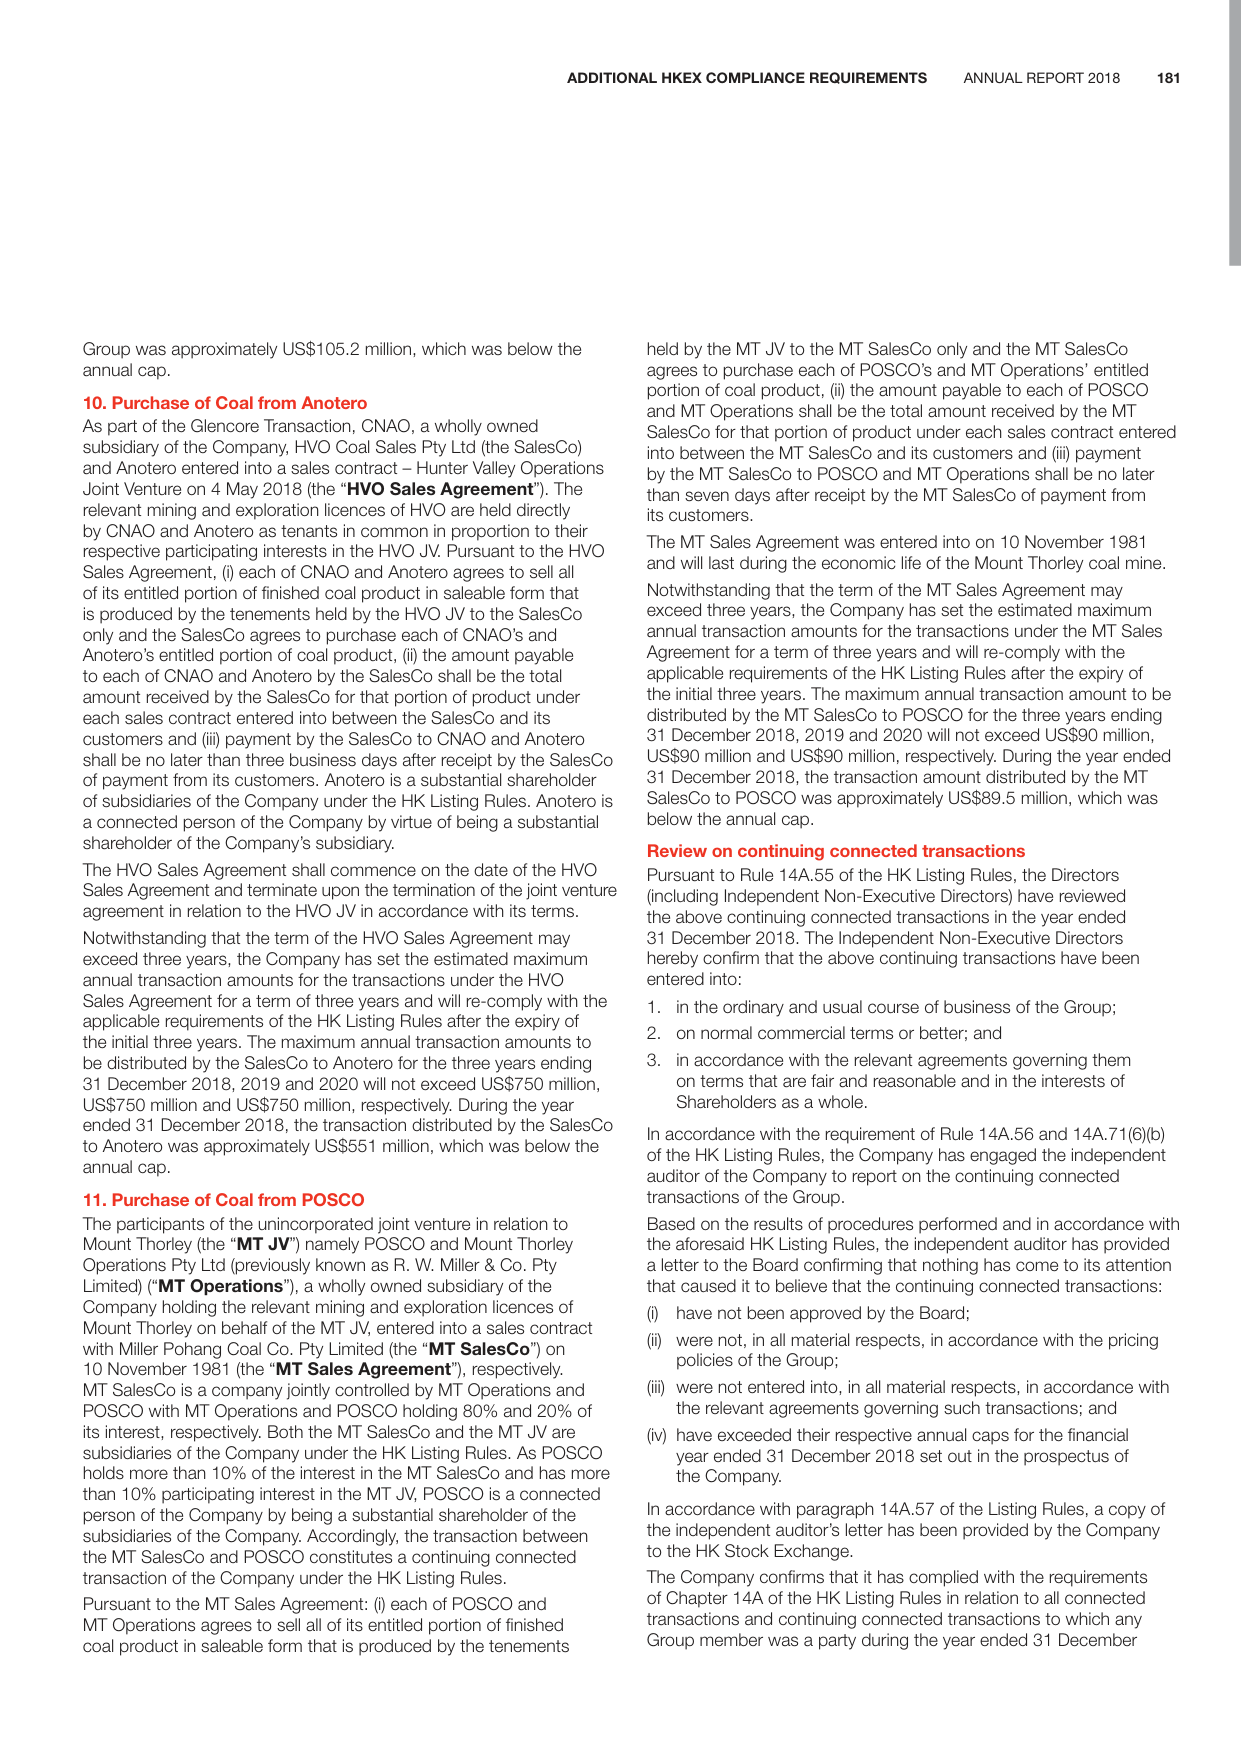 ADDITIONAL HKEX COMPLIANCE REQUIREMENTS ANNUAL REPORT 2018 181
Group was approximately US$105.2 million, which was below the
annual cap.
10. Purchase of Coal from Anotero
As part of the Glencore Transaction, CNAO, a wholly owned
subsidiary of the Company, HVO Coal Sales Pty Ltd (the SalesCo)
and Anotero entered into a sales contract – Hunter Valley Operations
Joint Venture on 4 May 2018 (the “HVO Sales Agreement”). The
relevant mining and exploration licences of HVO are held directly
by CNAO and Anotero as tenants in common in proportion to their
respective participating interests in the HVO JV. Pursuant to the HVO
Sales Agreement, (i) each of CNAO and Anotero agrees to sell all
of its entitled portion of finished coal product in saleable form that
is produced by the tenements held by the HVO JV to the SalesCo
only and the SalesCo agrees to purchase each of CNAO’s and
Anotero’s entitled portion of coal product, (ii) the amount payable
to each of CNAO and Anotero by the SalesCo shall be the total
amount received by the SalesCo for that portion of product under
each sales contract entered into between the SalesCo and its
customers and (iii) payment by the SalesCo to CNAO and Anotero
shall be no later than three business days after receipt by the SalesCo
of payment from its customers. Anotero is a substantial shareholder
of subsidiaries of the Company under the HK Listing Rules. Anotero is
a connected person of the Company by virtue of being a substantial
shareholder of the Company’s subsidiary.
The HVO Sales Agreement shall commence on the date of the HVO
Sales Agreement and terminate upon the termination of the joint venture
agreement in relation to the HVO JV in accordance with its terms.
Notwithstanding that the term of the HVO Sales Agreement may
exceed three years, the Company has set the estimated maximum
annual transaction amounts for the transactions under the HVO
Sales Agreement for a term of three years and will re-comply with the
applicable requirements of the HK Listing Rules after the expiry of
the initial three years. The maximum annual transaction amounts to
be distributed by the SalesCo to Anotero for the three years ending
31 December 2018, 2019 and 2020 will not exceed US$750 million,
US$750 million and US$750 million, respectively. During the year
ended 31 December 2018, the transaction distributed by the SalesCo
to Anotero was approximately US$551 million, which was below the
annual cap.
11. Purchase of Coal from POSCO
The participants of the unincorporated joint venture in relation to
Mount Thorley (the “MT JV”) namely POSCO and Mount Thorley
Operations Pty Ltd (previously known as R. W. Miller & Co. Pty
Limited) (“MT Operations”), a wholly owned subsidiary of the
Company holding the relevant mining and exploration licences of
Mount Thorley on behalf of the MT JV, entered into a sales contract
with Miller Pohang Coal Co. Pty Limited (the “MT SalesCo”) on
10 November 1981 (the “MT Sales Agreement”), respectively.
MT SalesCo is a company jointly controlled by MT Operations and
POSCO with MT Operations and POSCO holding 80% and 20% of
its interest, respectively. Both the MT SalesCo and the MT JV are
subsidiaries of the Company under the HK Listing Rules. As POSCO
holds more than 10% of the interest in the MT SalesCo and has more
than 10% participating interest in the MT JV, POSCO is a connected
person of the Company by being a substantial shareholder of the
subsidiaries of the Company. Accordingly, the transaction between
the MT SalesCo and POSCO constitutes a continuing connected
transaction of the Company under the HK Listing Rules.
Pursuant to the MT Sales Agreement: (i) each of POSCO and
MT Operations agrees to sell all of its entitled portion of finished
coal product in saleable form that is produced by the tenements
held by the MT JV to the MT SalesCo only and the MT SalesCo
agrees to purchase each of POSCO’s and MT Operations’ entitled
portion of coal product, (ii) the amount payable to each of POSCO
and MT Operations shall be the total amount received by the MT
SalesCo for that portion of product under each sales contract entered
into between the MT SalesCo and its customers and (iii) payment
by the MT SalesCo to POSCO and MT Operations shall be no later
than seven days after receipt by the MT SalesCo of payment from
its customers.
The MT Sales Agreement was entered into on 10 November 1981
and will last during the economic life of the Mount Thorley coal mine.
Notwithstanding that the term of the MT Sales Agreement may
exceed three years, the Company has set the estimated maximum
annual transaction amounts for the transactions under the MT Sales
Agreement for a term of three years and will re-comply with the
applicable requirements of the HK Listing Rules after the expiry of
the initial three years. The maximum annual transaction amount to be
distributed by the MT SalesCo to POSCO for the three years ending
31 December 2018, 2019 and 2020 will not exceed US$90 million,
US$90 million and US$90 million, respectively. During the year ended
31 December 2018, the transaction amount distributed by the MT
SalesCo to POSCO was approximately US$89.5 million, which was
below the annual cap.
Review on continuing connected transactions
Pursuant to Rule 14A.55 of the HK Listing Rules, the Directors
(including Independent Non-Executive Directors) have reviewed
the above continuing connected transactions in the year ended
31 December 2018. The Independent Non-Executive Directors
hereby confirm that the above continuing transactions have been
entered into:
1. in the ordinary and usual course of business of the Group;
2. on normal commercial terms or better; and
3. in accordance with the relevant agreements governing them
on terms that are fair and reasonable and in the interests of
Shareholders as a whole.
In accordance with the requirement of Rule 14A.56 and 14A.71(6)(b)
of the HK Listing Rules, the Company has engaged the independent
auditor of the Company to report on the continuing connected
transactions of the Group.
Based on the results of procedures performed and in accordance with
the aforesaid HK Listing Rules, the independent auditor has provided
a letter to the Board confirming that nothing has come to its attention
that caused it to believe that the continuing connected transactions:
(i) have not been approved by the Board;
(ii) were not, in all material respects, in accordance with the pricing
policies of the Group;
(iii) were not entered into, in all material respects, in accordance with
the relevant agreements governing such transactions; and
(iv) have exceeded their respective annual caps for the financial
year ended 31 December 2018 set out in the prospectus of
the Company.
In accordance with paragraph 14A.57 of the Listing Rules, a copy of
the independent auditor’s letter has been provided by the Company
to the HK Stock Exchange.
The Company confirms that it has complied with the requirements
of Chapter 14A of the HK Listing Rules in relation to all connected
transactions and continuing connected transactions to which any
Group member was a party during the year ended 31 December